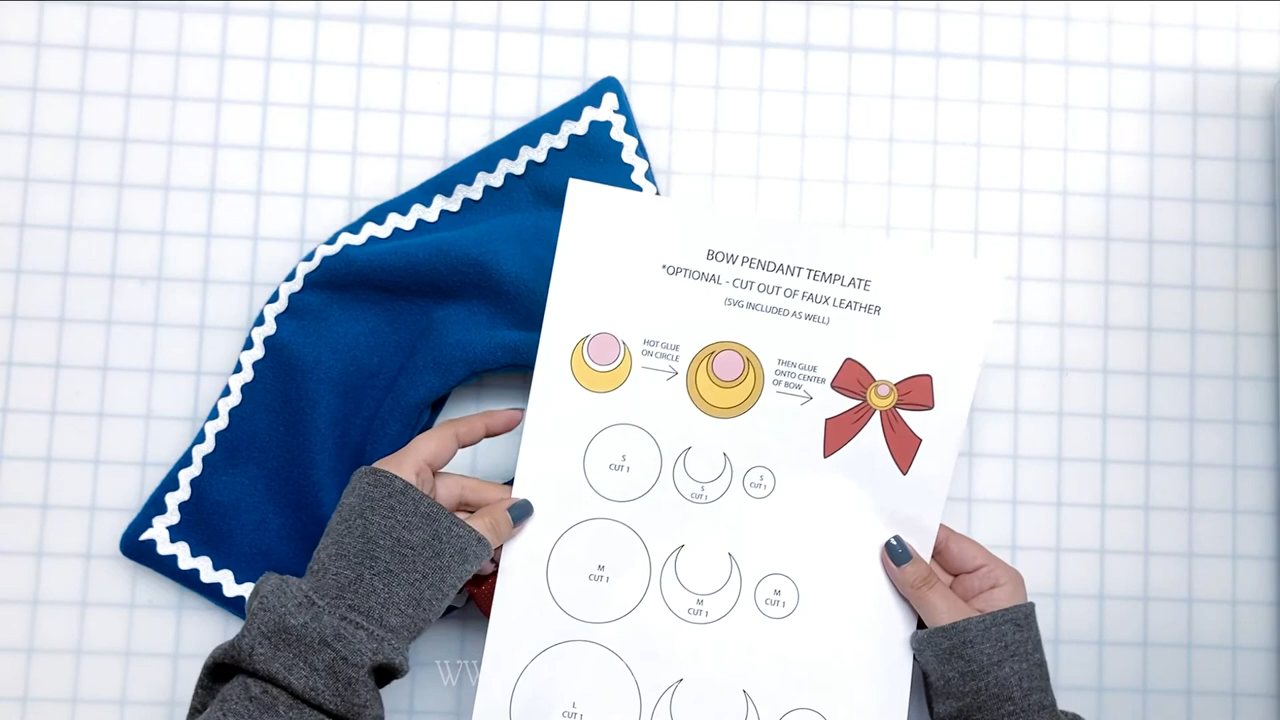 BOW PENDANT TEMPLATE
*OPTIONAL - CUT OUT OF FAUX LEATHER
(SVG INCLUDED AS WELL)
HOT GLUE
ON CIRCLE
THEN GLUE
ONTO CENTER
OF BOW
S
CUT 1
S
CUT 1
S
CUT 1
M
CUT 1
M
CUT 1
M
CUT 1
L
CUT 1